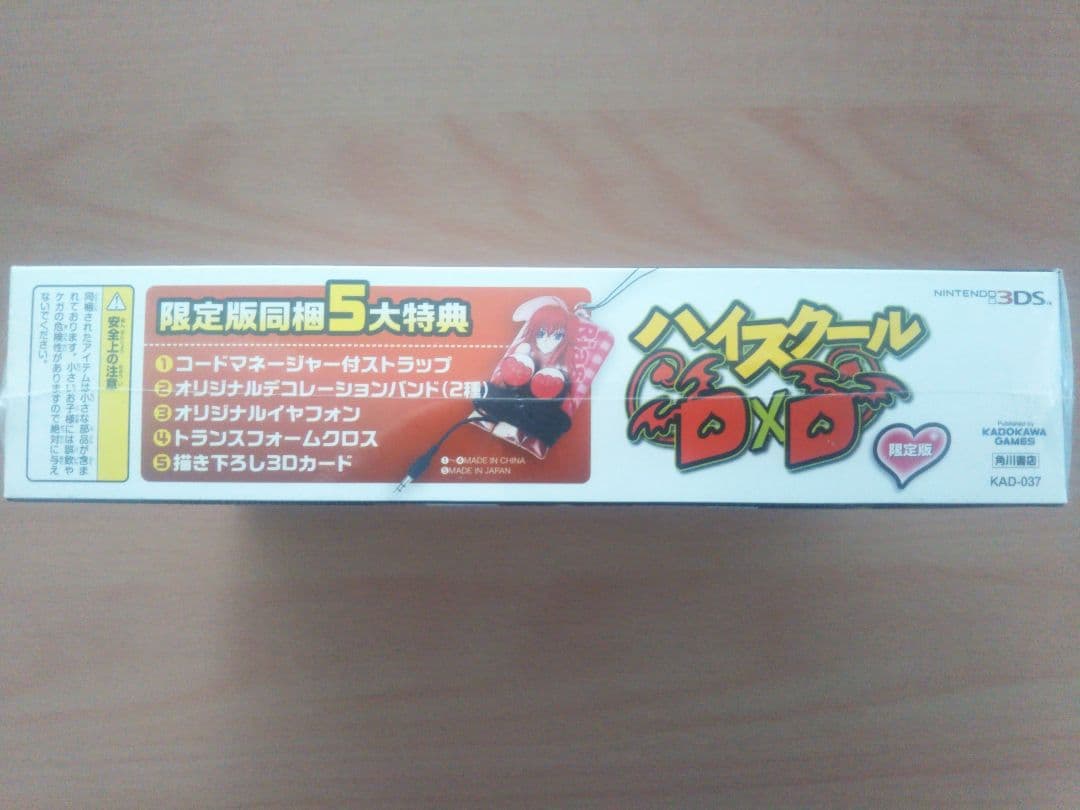 安全上の注意
同梱されたアイテムは小さな部品が含ま
れております。小さいお子様には誤飲や
ケガの危険性がありますので絶対に与え
ないでください。
限定版同梱5大特典
①コードマネージャー付ストラップ
②オリジナルデコレーションバンド(2種)
③オリジナルイヤフォン
④トランスフォームクロス
⑤描き下ろし3Dカード
①~④MADE IN CHINA
⑤MADE IN JAPAN
ハイスクール
D×D
限定版
NINTENDO 3DS
Published by
KADOKAWA
GAMES
角川書店
KAD-037